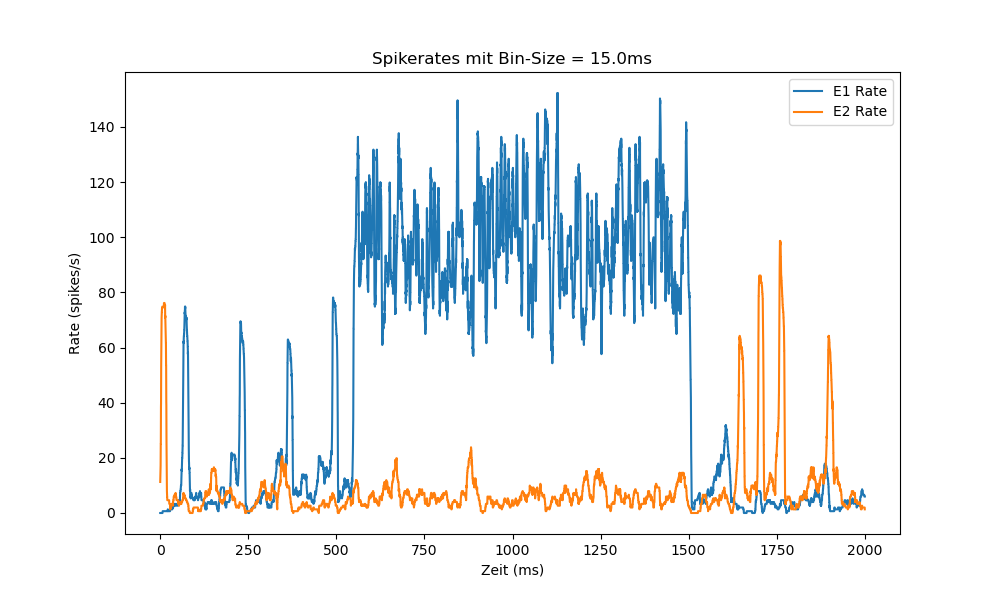 Spikerates mit Bin-Size = 15.0ms
E1 Rate
E2 Rate
Rate (spikes/s)
140
120
100
80
60
40
20
0
0 250 500 750 1000 1250 1500 1750 2000
Zeit (ms)